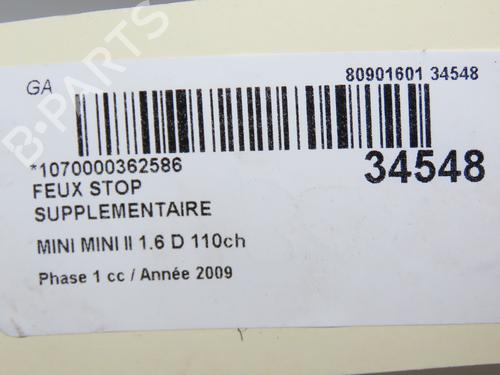 GA
80901601 34548
*1070000362586
34548
FEUX STOP
SUPPLEMENTAIRE
MINI MINI II 1.6 D 110ch
Phase 1 cc / Année 2009
B-PARTS